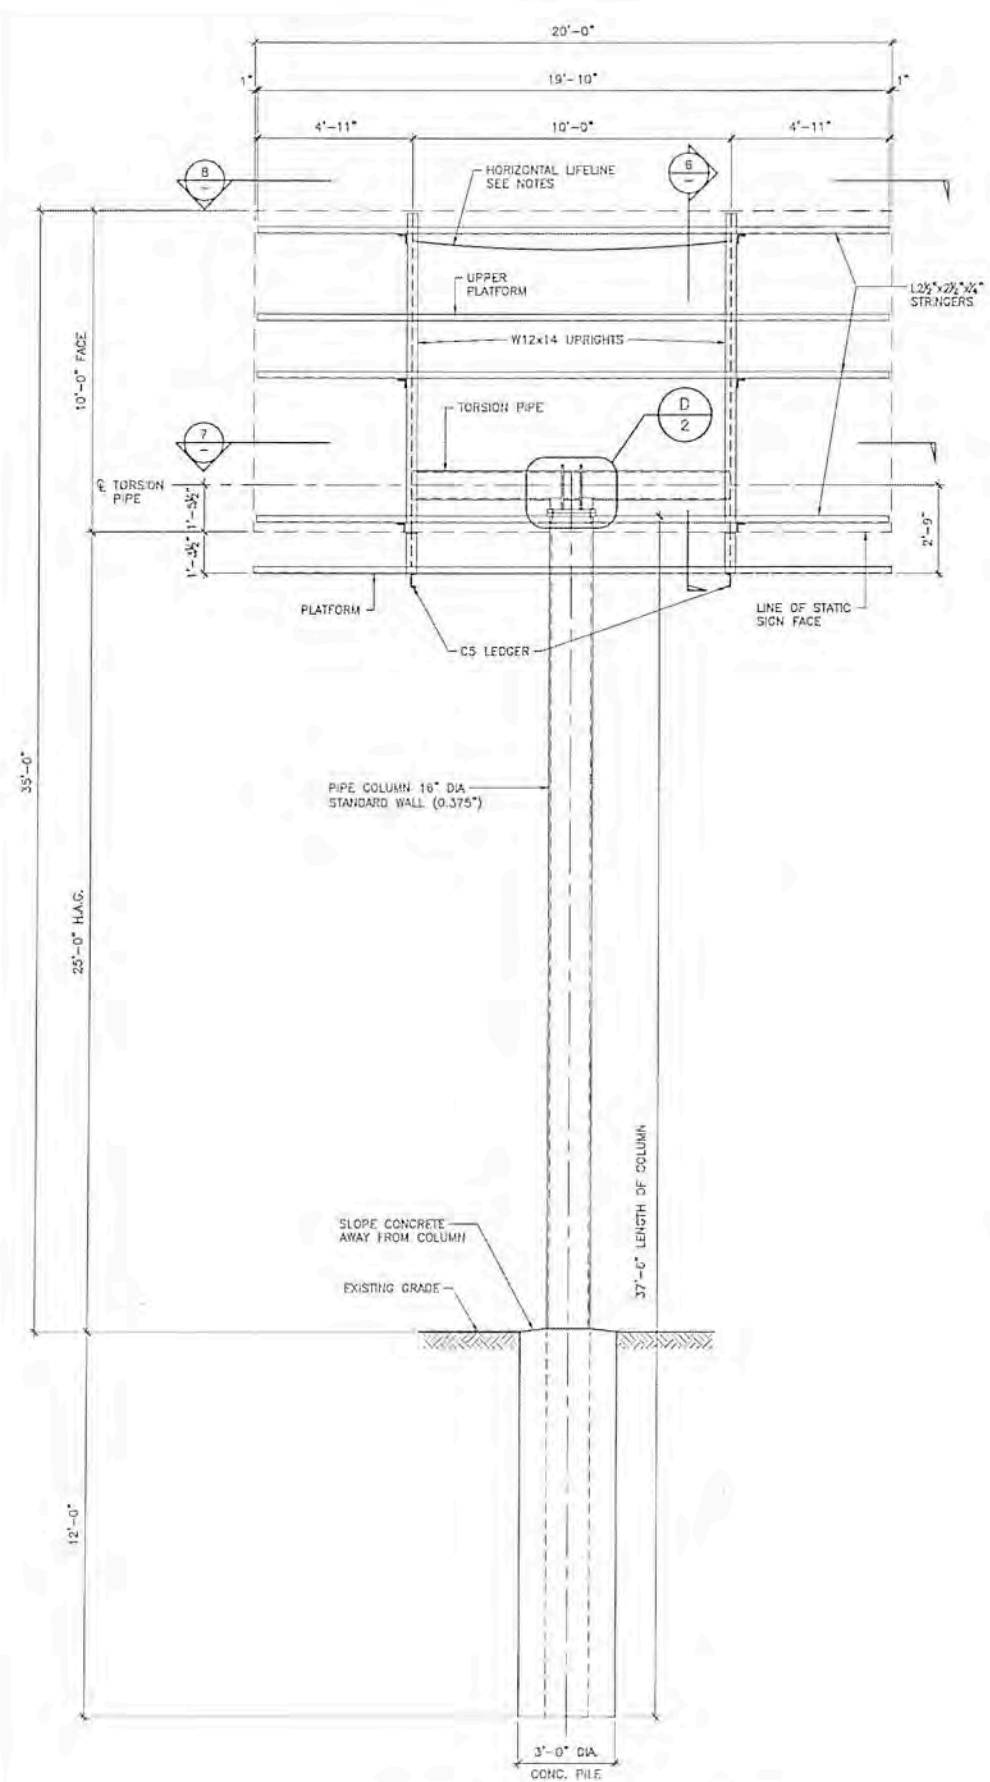 20'-0"
1"
19'-10"
1"
4'-11"
10'-0"
4'-11"
8
–
HORIZONTAL LIFELINE
SEE NOTES
6
–
UPPER
PLATFORM
L2½"x2½"x¼"
STRINGERS
W12x14 UPRIGHTS
10'-0" FACE
TORSION PIPE
D
2
7
–
℄ TORSION
PIPE
1'-5½"
1'-3½"
2'-9"
PLATFORM
LINE OF STATIC
SIGN FACE
C5 LEDGER
35'-0"
PIPE COLUMN 16" DIA
STANDARD WALL (0.375")
25'-0" H.A.G.
37'-6" LENGTH OF COLUMN
SLOPE CONCRETE
AWAY FROM COLUMN
EXISTING GRADE
12'-0"
3'-0" DIA.
CONC. PILE